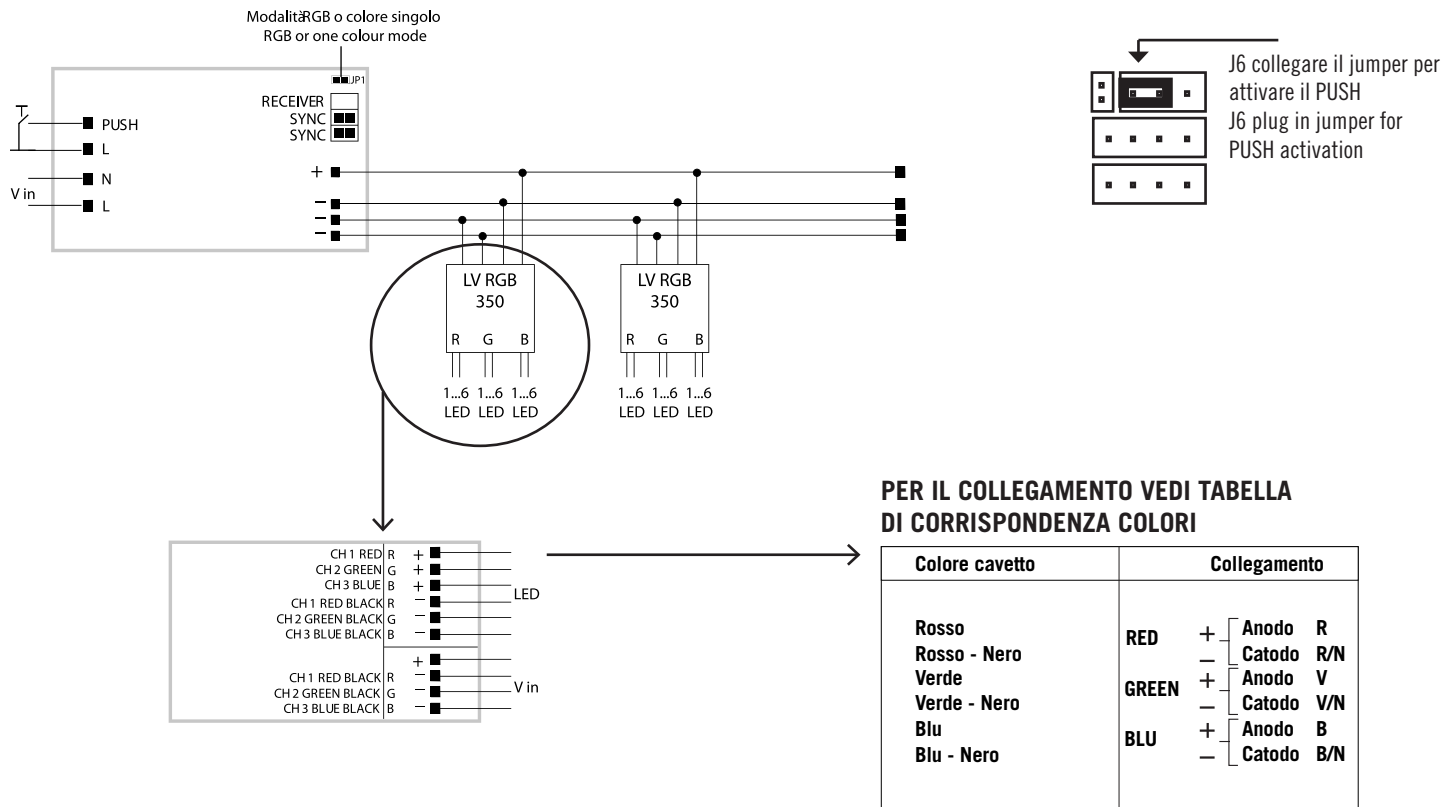 ModalitàRGB o colore singolo
RGB or one colour mode
JP1
RECEIVER
SYNC
SYNC
PUSH
L
N
L
V in
+
–
–
–
LV RGB
350
R G B
1...6 1...6 1...6
LED LED LED
LV RGB
350
R G B
1...6 1...6 1...6
LED LED LED
J6 collegare il jumper per
attivare il PUSH
J6 plug in jumper for
PUSH activation
CH 1 RED R +
CH 2 GREEN G +
CH 3 BLUE B +
CH 1 RED BLACK R –
CH 2 GREEN BLACK G –
CH 3 BLUE BLACK B –
LED
+
CH 1 RED BLACK R –
CH 2 GREEN BLACK G –
CH 3 BLUE BLACK B –
V in
PER IL COLLEGAMENTO VEDI TABELLA
DI CORRISPONDENZA COLORI
Colore cavetto Collegamento
Rosso RED + Anodo R
Rosso - Nero – Catodo R/N
Verde GREEN + Anodo V
Verde - Nero – Catodo V/N
Blu BLU + Anodo B
Blu - Nero – Catodo B/N